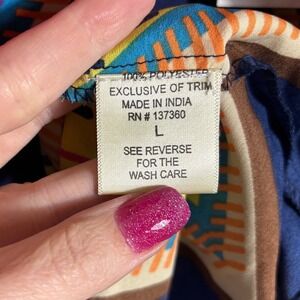 100% POLYESTER
EXCLUSIVE OF TRIM
MADE IN INDIA
RN # 137360
L
SEE REVERSE
FOR THE
WASH CARE